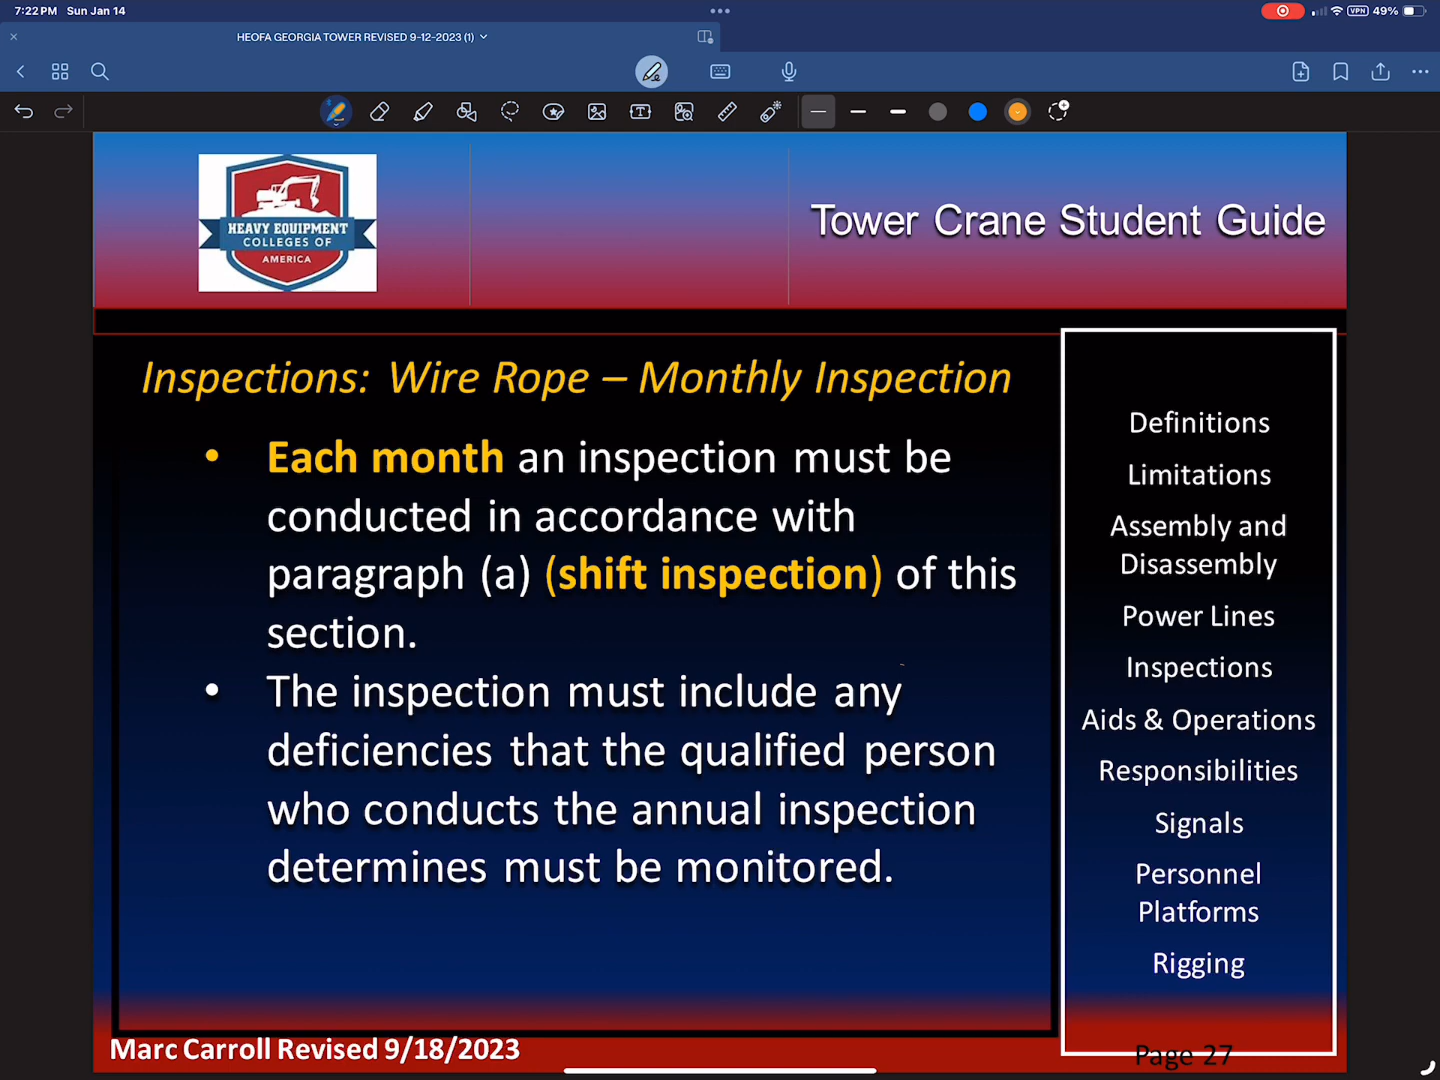 7:22 PM Sun Jan 14
VPN 49%
HEOFA GEORGIA TOWER REVISED 9-12-2023 (1)
HEAVY EQUIPMENT
COLLEGES OF
AMERICA
Tower Crane Student Guide
Inspections: Wire Rope – Monthly Inspection
• Each month an inspection must be
conducted in accordance with
paragraph (a) (shift inspection) of this
section.
• The inspection must include any
deficiencies that the qualified person
who conducts the annual inspection
determines must be monitored.
Definitions
Limitations
Assembly and
Disassembly
Power Lines
Inspections
Aids & Operations
Responsibilities
Signals
Personnel
Platforms
Rigging
Marc Carroll Revised 9/18/2023
Page 27